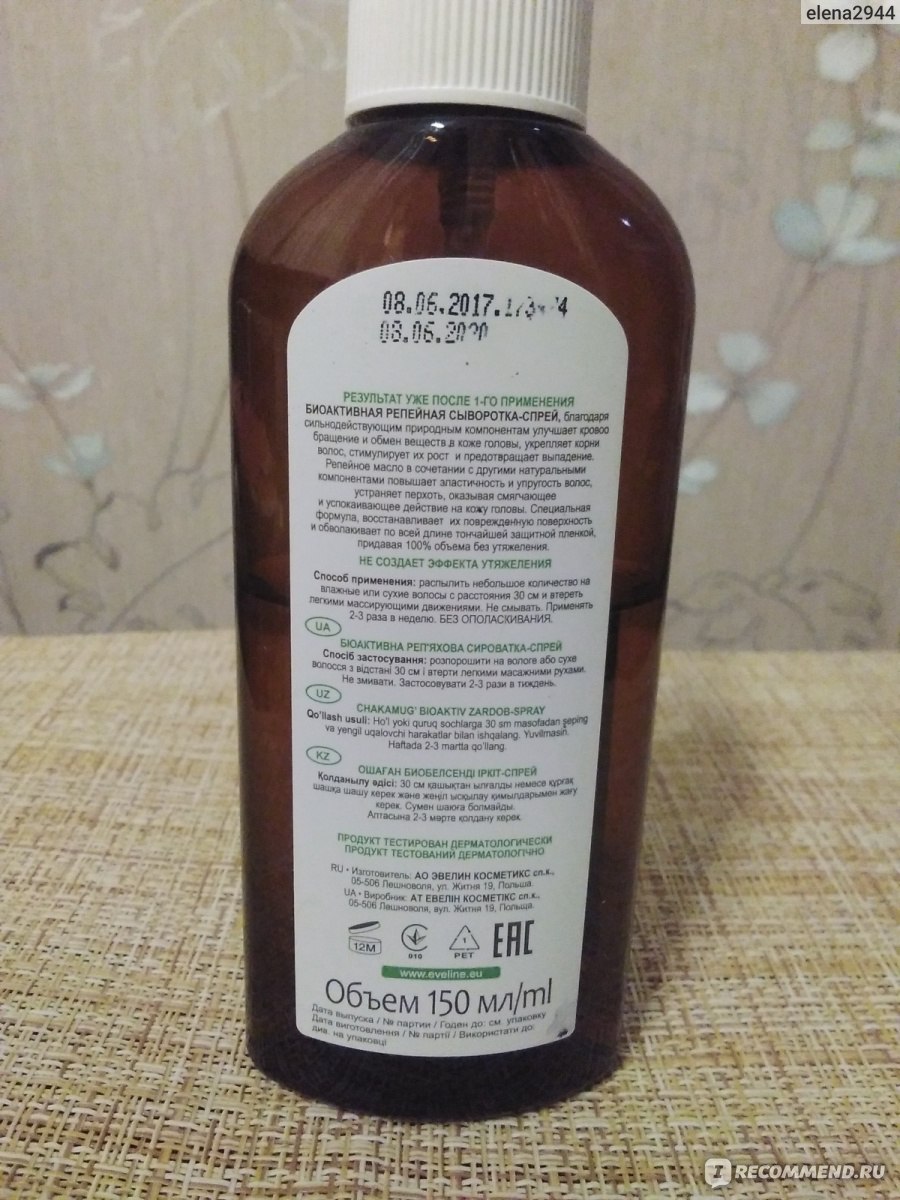 elena2944
08.06.2017.
08.06.2020
РЕЗУЛЬТАТ УЖЕ ПОСЛЕ 1-ГО ПРИМЕНЕНИЯ
БИОАКТИВНАЯ РЕПЕЙНАЯ СЫВОРОТКА-СПРЕЙ, благодаря
сильнодействующим природным компонентам улучшает кровоо
бращение и обмен веществ в коже головы, укрепляет корни
волос, стимулирует их рост и предотвращает выпадение.
Репейное масло в сочетании с другими натуральными
компонентами повышает эластичность и упругость волос,
устраняет перхоть, оказывая смягчающее
и успокаивающее действие на кожу головы. Специальная
формула, восстанавливает их поврежденную поверхность
и обволакивает по всей длине тончайшей защитной пленкой,
придавая 100% объема без утяжеления.
НЕ СОЗДАЕТ ЭФФЕКТА УТЯЖЕЛЕНИЯ
Способ применения: распылить небольшое количество на
влажные или сухие волосы с расстояния 30 см и втереть
легкими массирующими движениями. Не смывать. Применять
2-3 раза в неделю. БЕЗ ОПОЛАСКИВАНИЯ.
UA
БІОАКТИВНА РЕП'ЯХОВА СИРОВАТКА-СПРЕЙ
Спосіб застосування: розпорошити на вологе або сухе
волосся з відстані 30 см і втерти легкими масажними рухами.
Не змивати. Застосовувати 2-3 рази в тиждень.
UZ
CHAKAMUG' BIOAKTIV ZARDOB-SPRAY
Qo'llash usuli: Ho'l yoki quruq sochlarga 30 sm masofadan seping
va yengil uqalovchi harakatlar bilan ishqalang. Yuvilmasin.
Haftada 2-3 martta qo'llang.
KZ
ОШАҒАН БИОБЕЛСЕНДІ ІРКІТ-СПРЕЙ
Қолданылу әдісі: 30 см қашықтан ылғалды немесе құрғақ
шашқа шашу керек және жеңіл ысқылау қимылдарымен жағу
керек. Сумен шаюға болмайды.
Алтасына 2-3 мәрте қолдану керек.
ПРОДУКТ ТЕСТИРОВАН ДЕРМАТОЛОГИЧЕСКИ
ПРОДУКТ ТЕСТОВАНИЙ ДЕРМАТОЛОГІЧНО
RU • Изготовитель: АО ЭВЕЛИН КОСМЕТИКС сп.к.,
05-506 Лешноволя, ул. Житня 19, Польша.
UA • Виробник: АТ ЕВЕЛІН КОСМЕТІКС сп.к.,
05-506 Лешноволя, вул. Житня 19, Польща.
12M 010 1 PET EAC
www.eveline.eu
Объем 150 мл/ml
Дата выпуска / № партии / Годен до: см упаковку
Дата виготовлення / № партії / Використати до:
див. на упаковці
I RECOMMEND.RU